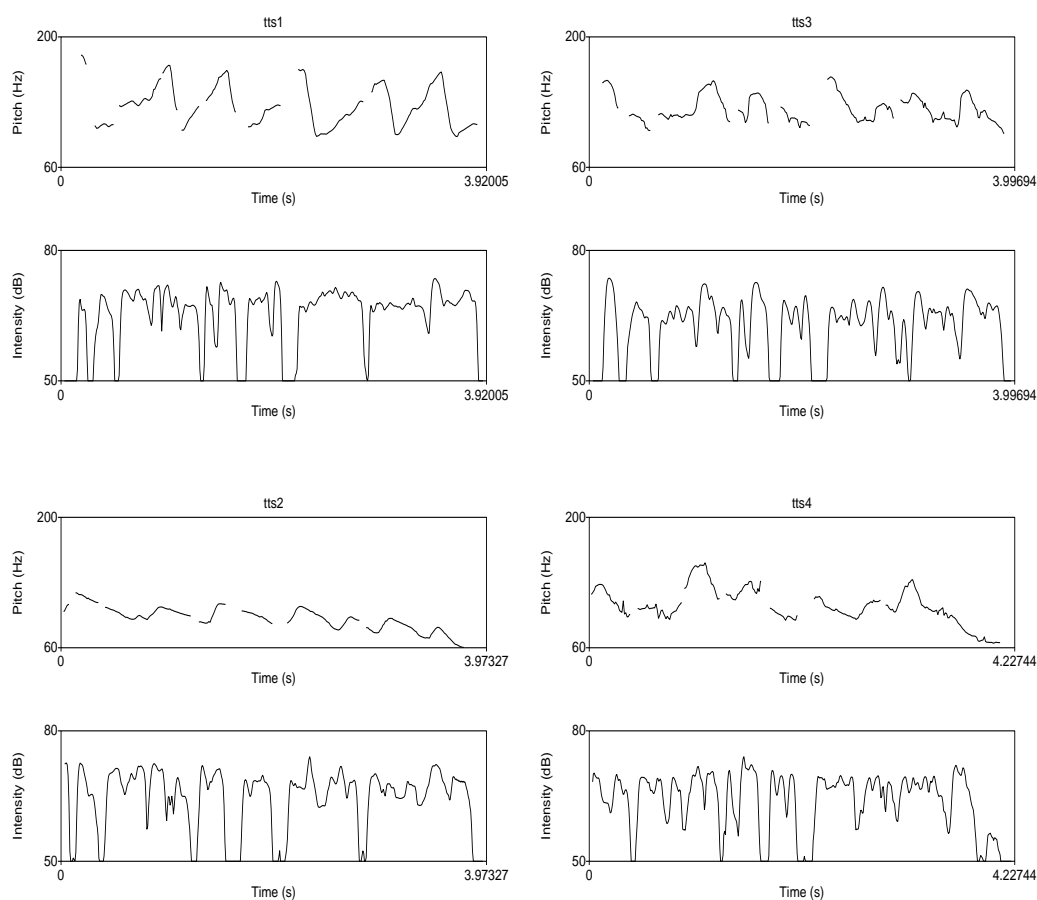 tts1
200
Pitch (Hz)
60
0
3.92005
Time (s)
80
Intensity (dB)
50
0
3.92005
Time (s)
tts3
200
Pitch (Hz)
60
0
3.99694
Time (s)
80
Intensity (dB)
50
0
3.99694
Time (s)
tts2
200
Pitch (Hz)
60
0
3.97327
Time (s)
80
Intensity (dB)
50
0
3.97327
Time (s)
tts4
200
Pitch (Hz)
60
0
4.22744
Time (s)
80
Intensity (dB)
50
0
4.22744
Time (s)